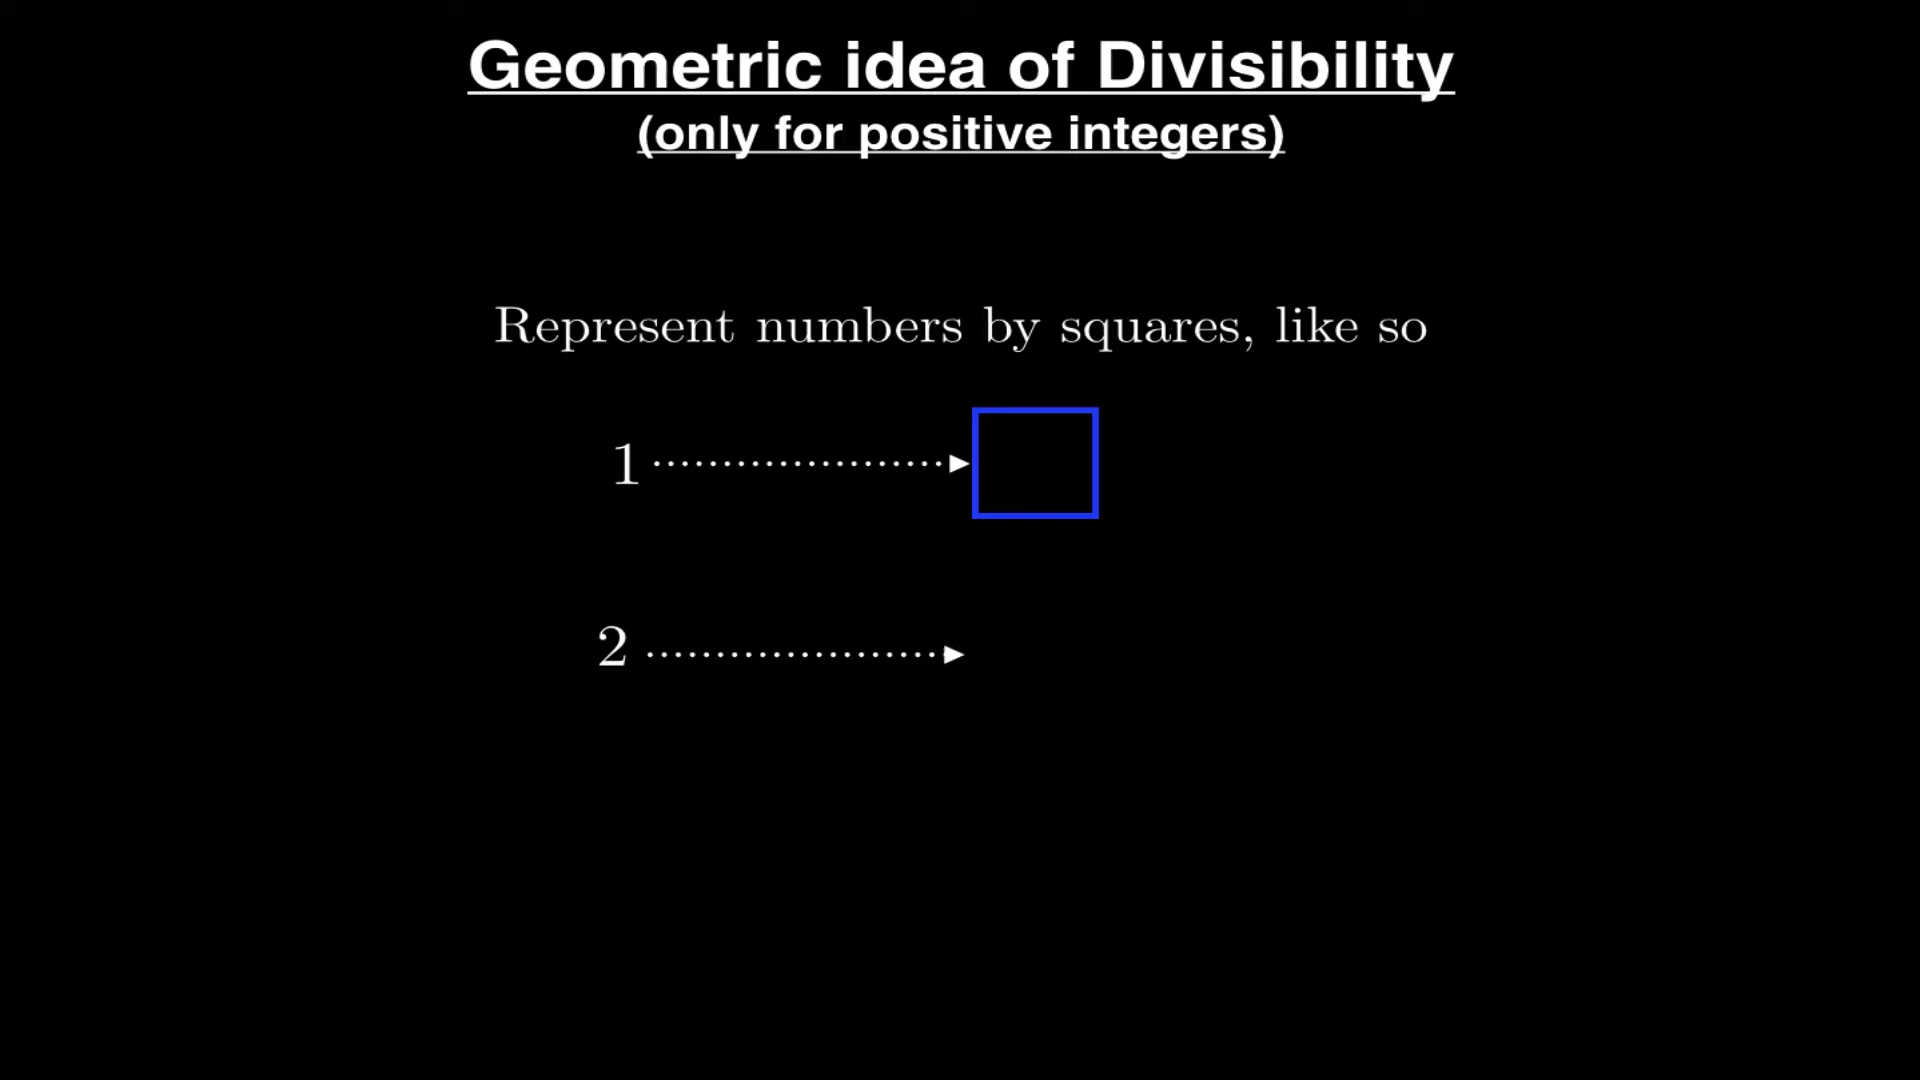 Geometric idea of Divisibility
(only for positive integers)
Represent numbers by squares, like so
1
2